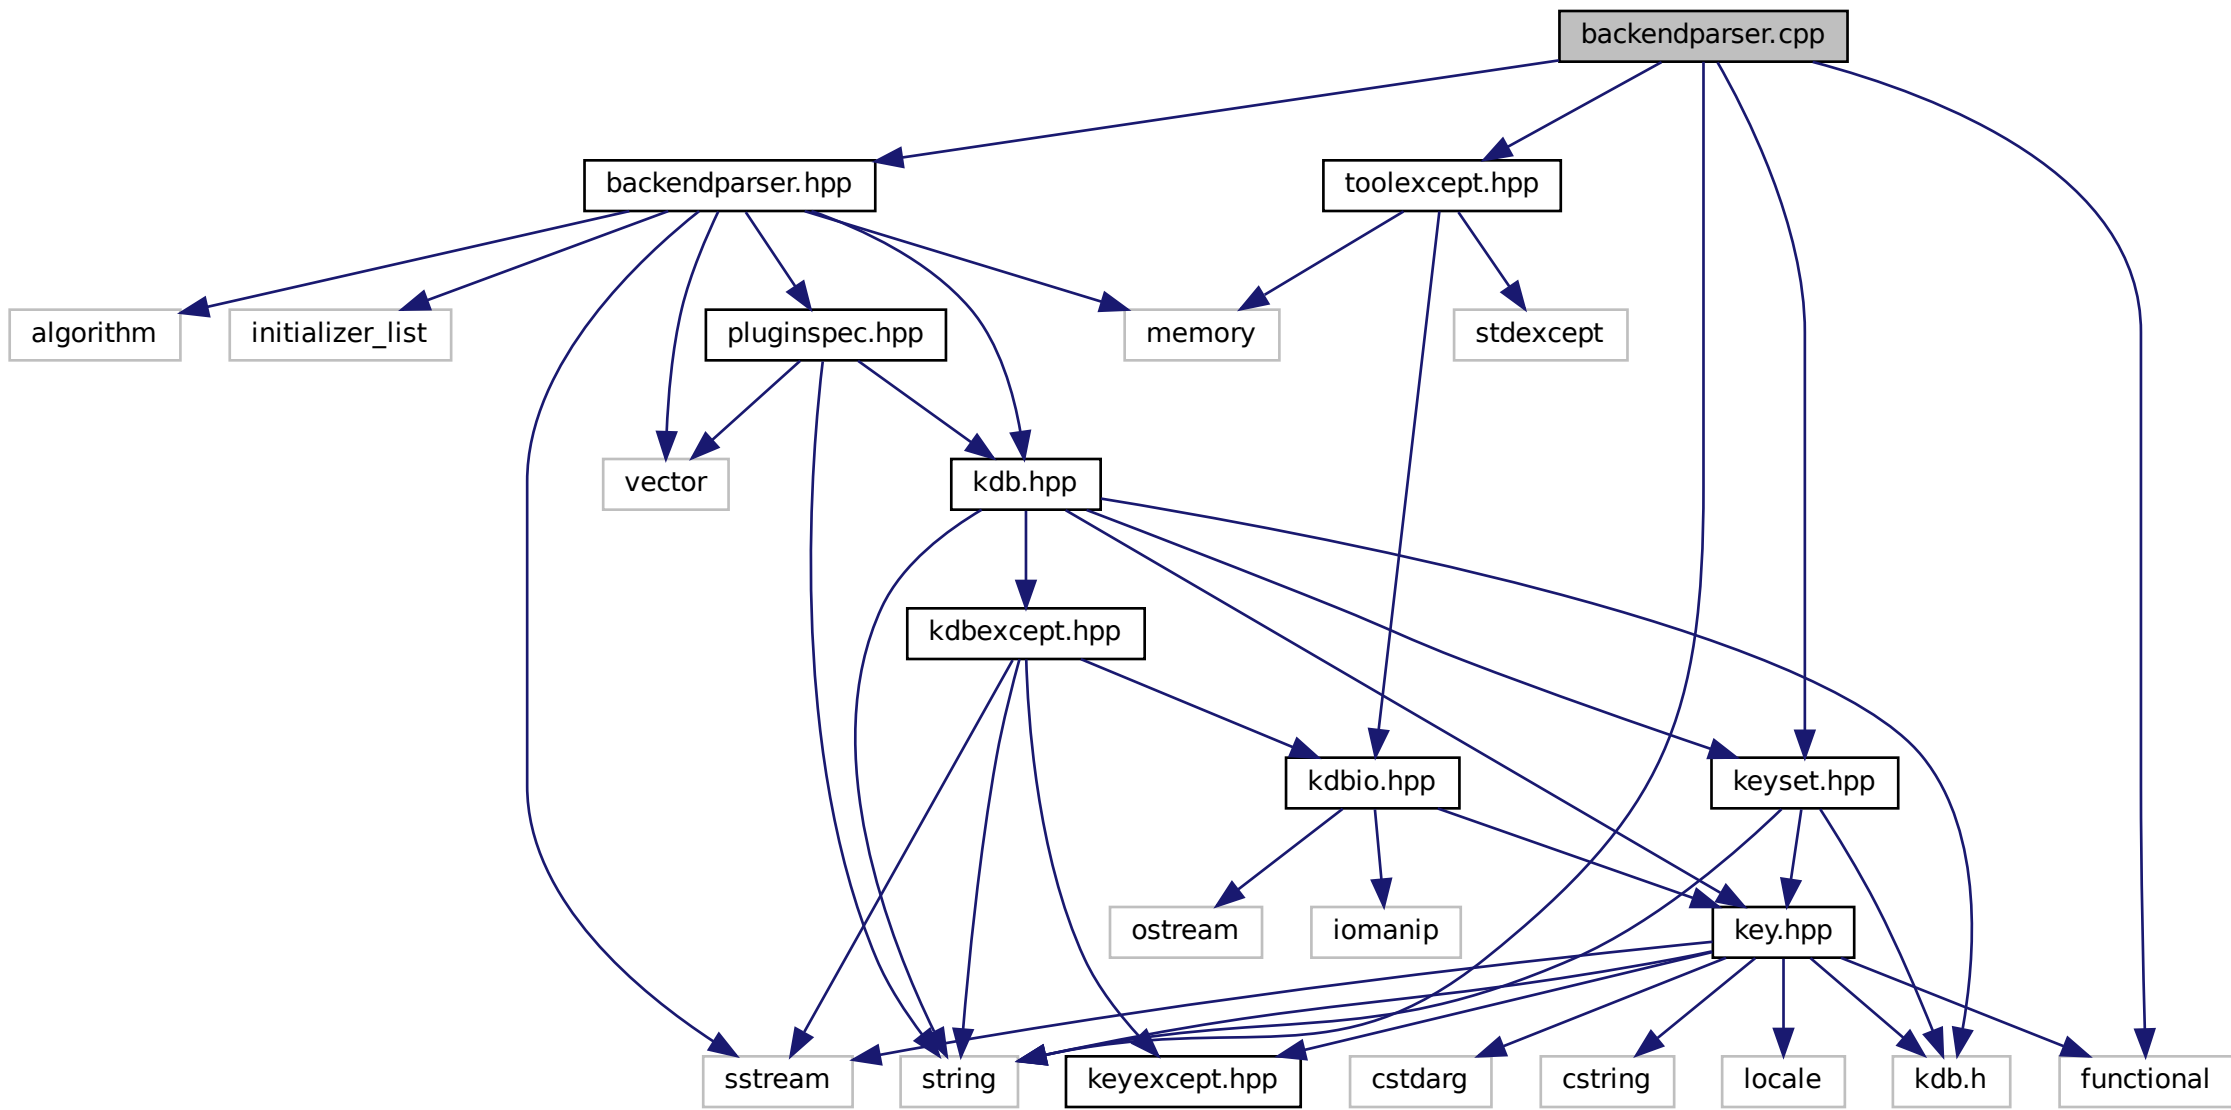 backendparser.cpp
backendparser.hpp
toolexcept.hpp
algorithm
initializer_list
pluginspec.hpp
memory
stdexcept
vector
kdb.hpp
kdbexcept.hpp
kdbio.hpp
keyset.hpp
ostream
iomanip
key.hpp
sstream
string
keyexcept.hpp
cstdarg
cstring
locale
kdb.h
functional